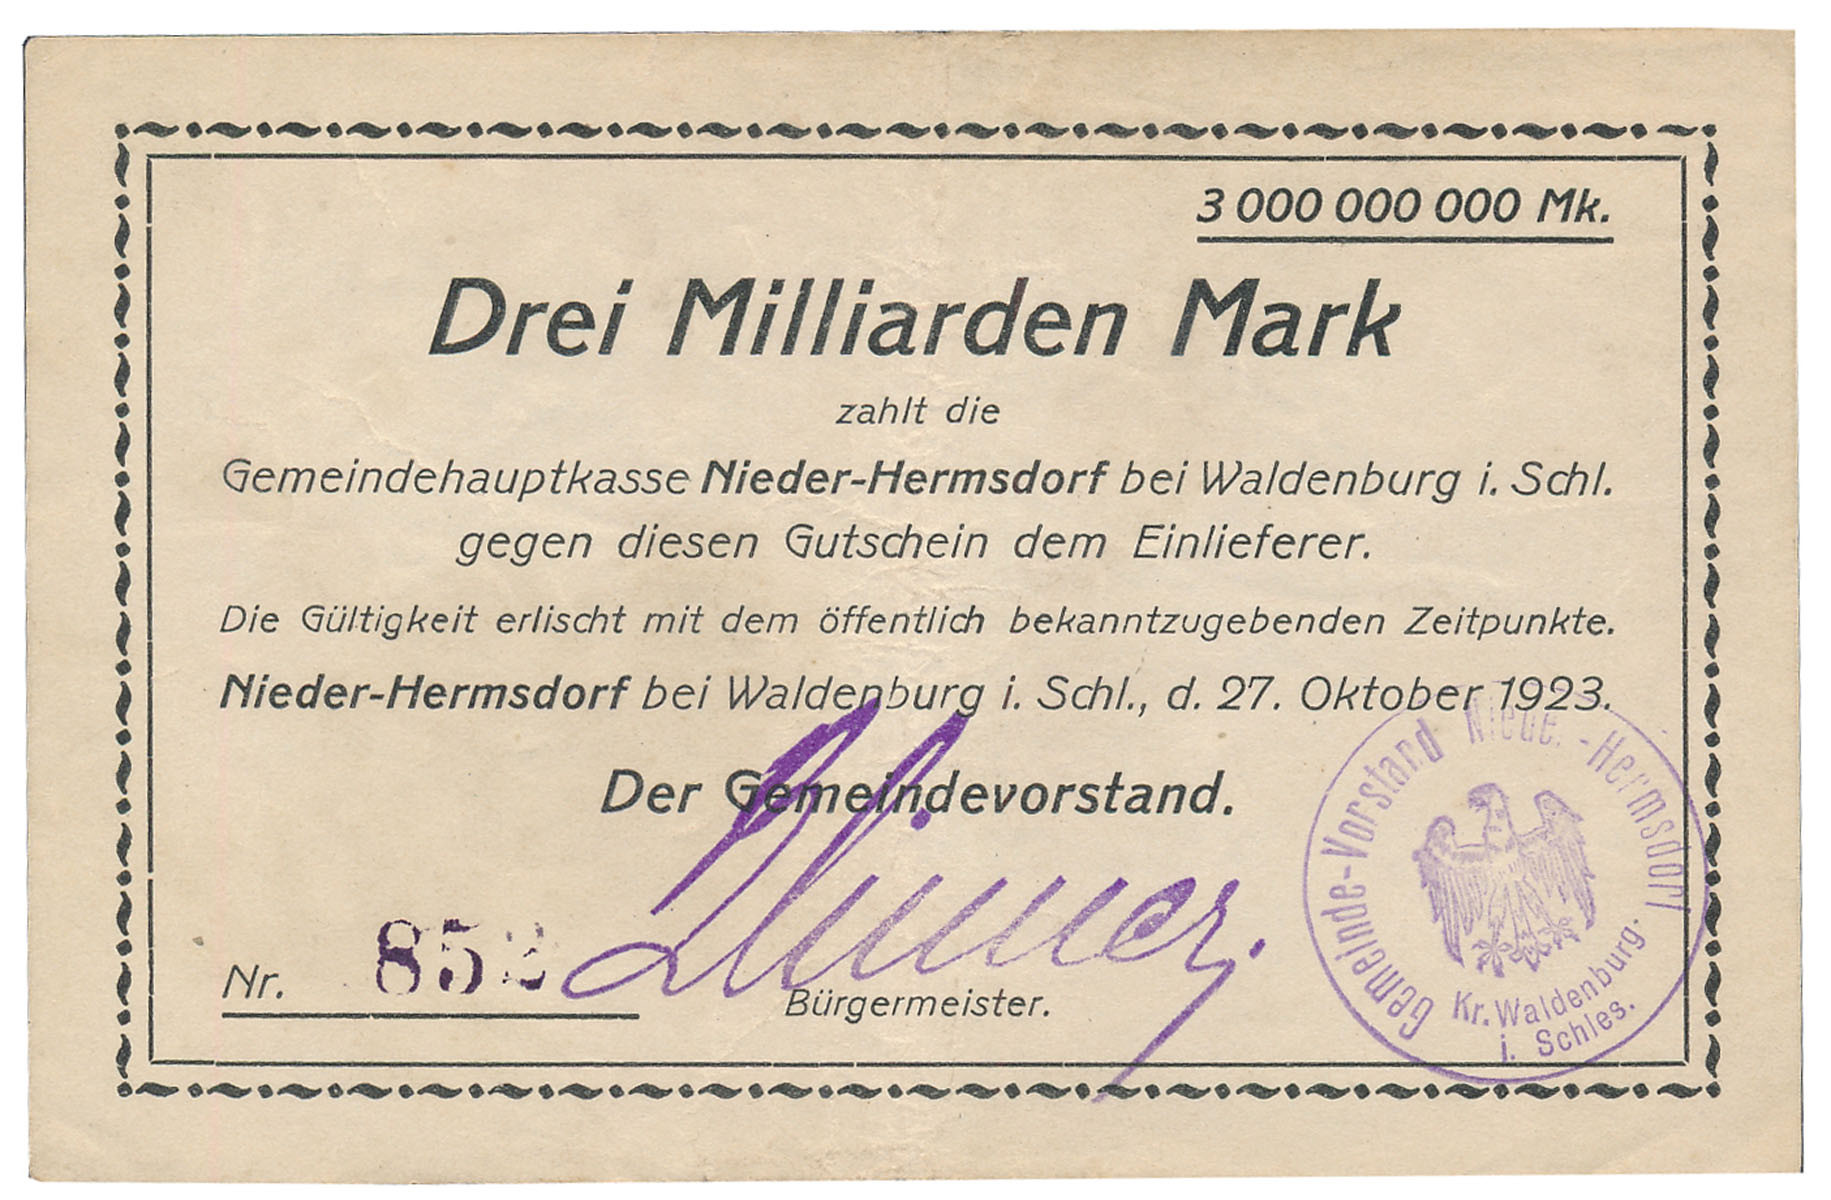 3 000 000 000 Mk.
Drei Milliarden Mark
zahlt die
Gemeindehauptkasse Nieder-Hermsdorf bei Waldenburg i. Schl.
gegen diesen Gutschein dem Einlieferer.
Die Gültigkeit erlischt mit dem öffentlich bekanntzugebenden Zeitpunkte.
Nieder-Hermsdorf bei Waldenburg i. Schl., d. 27. Oktober 1923.
Der Gemeindevorstand.
Nr. 852
Bürgermeister.
Gemeinde-Vorstand Nieder-Hermsdorf
Kr. Waldenburg
i. Schles.